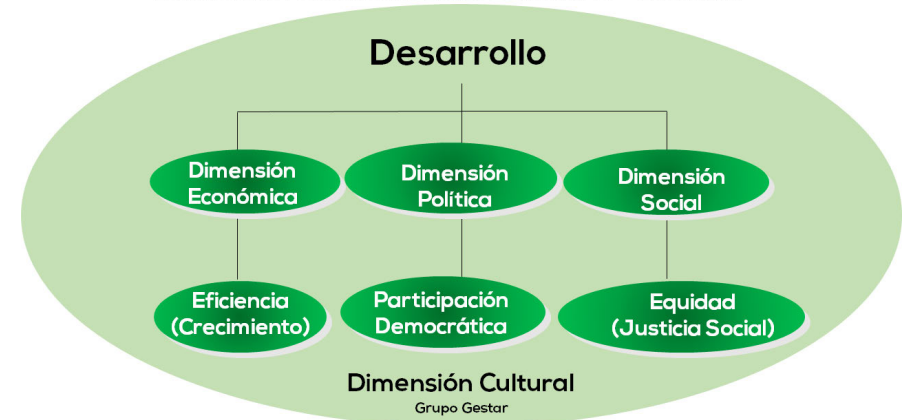 Desarrollo
Dimensión
Económica
Dimensión
Política
Dimensión
Social
Eficiencia
(Crecimiento)
Participación
Democrática
Equidad
(Justicia Social)
Dimensión Cultural
Grupo Gestar